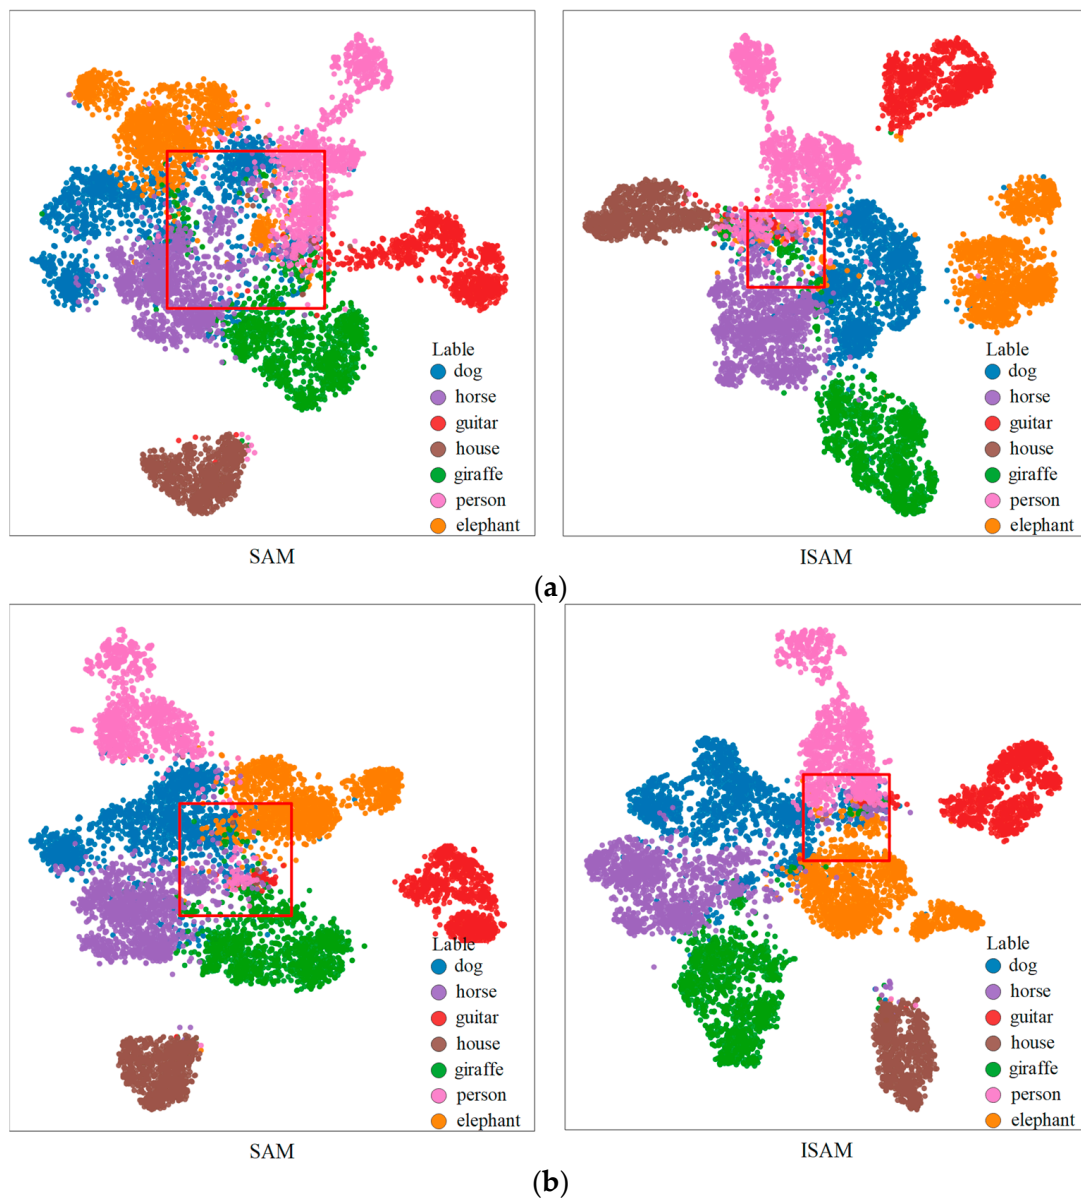 Lable
dog
horse
guitar
house
giraffe
person
elephant
SAM
Lable
dog
horse
guitar
house
giraffe
person
elephant
ISAM
(a)
Lable
dog
horse
guitar
house
giraffe
person
elephant
SAM
Lable
dog
horse
guitar
house
giraffe
person
elephant
ISAM
(b)